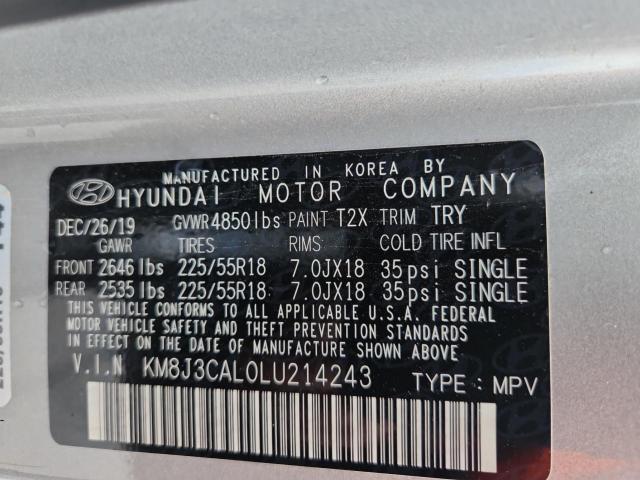 MANUFACTURED IN KOREA BY
HYUNDAI MOTOR COMPANY
DEC/26/19 GVWR 4850lbs PAINT T2X TRIM TRY
GAWR TIRES RIMS COLD TIRE INFL
FRONT 2646lbs 225/55R18 7.0JX18 35psi SINGLE
REAR 2535lbs 225/55R18 7.0JX18 35psi SINGLE
THIS VEHICLE CONFORMS TO ALL APPLICABLE U.S.A. FEDERAL
MOTOR VEHICLE SAFETY AND THEFT PREVENTION STANDARDS
IN EFFECT ON THE DATE OF MANUFACTURE SHOWN ABOVE
V.I.N KM8J3CAL0LU214243 TYPE : MPV